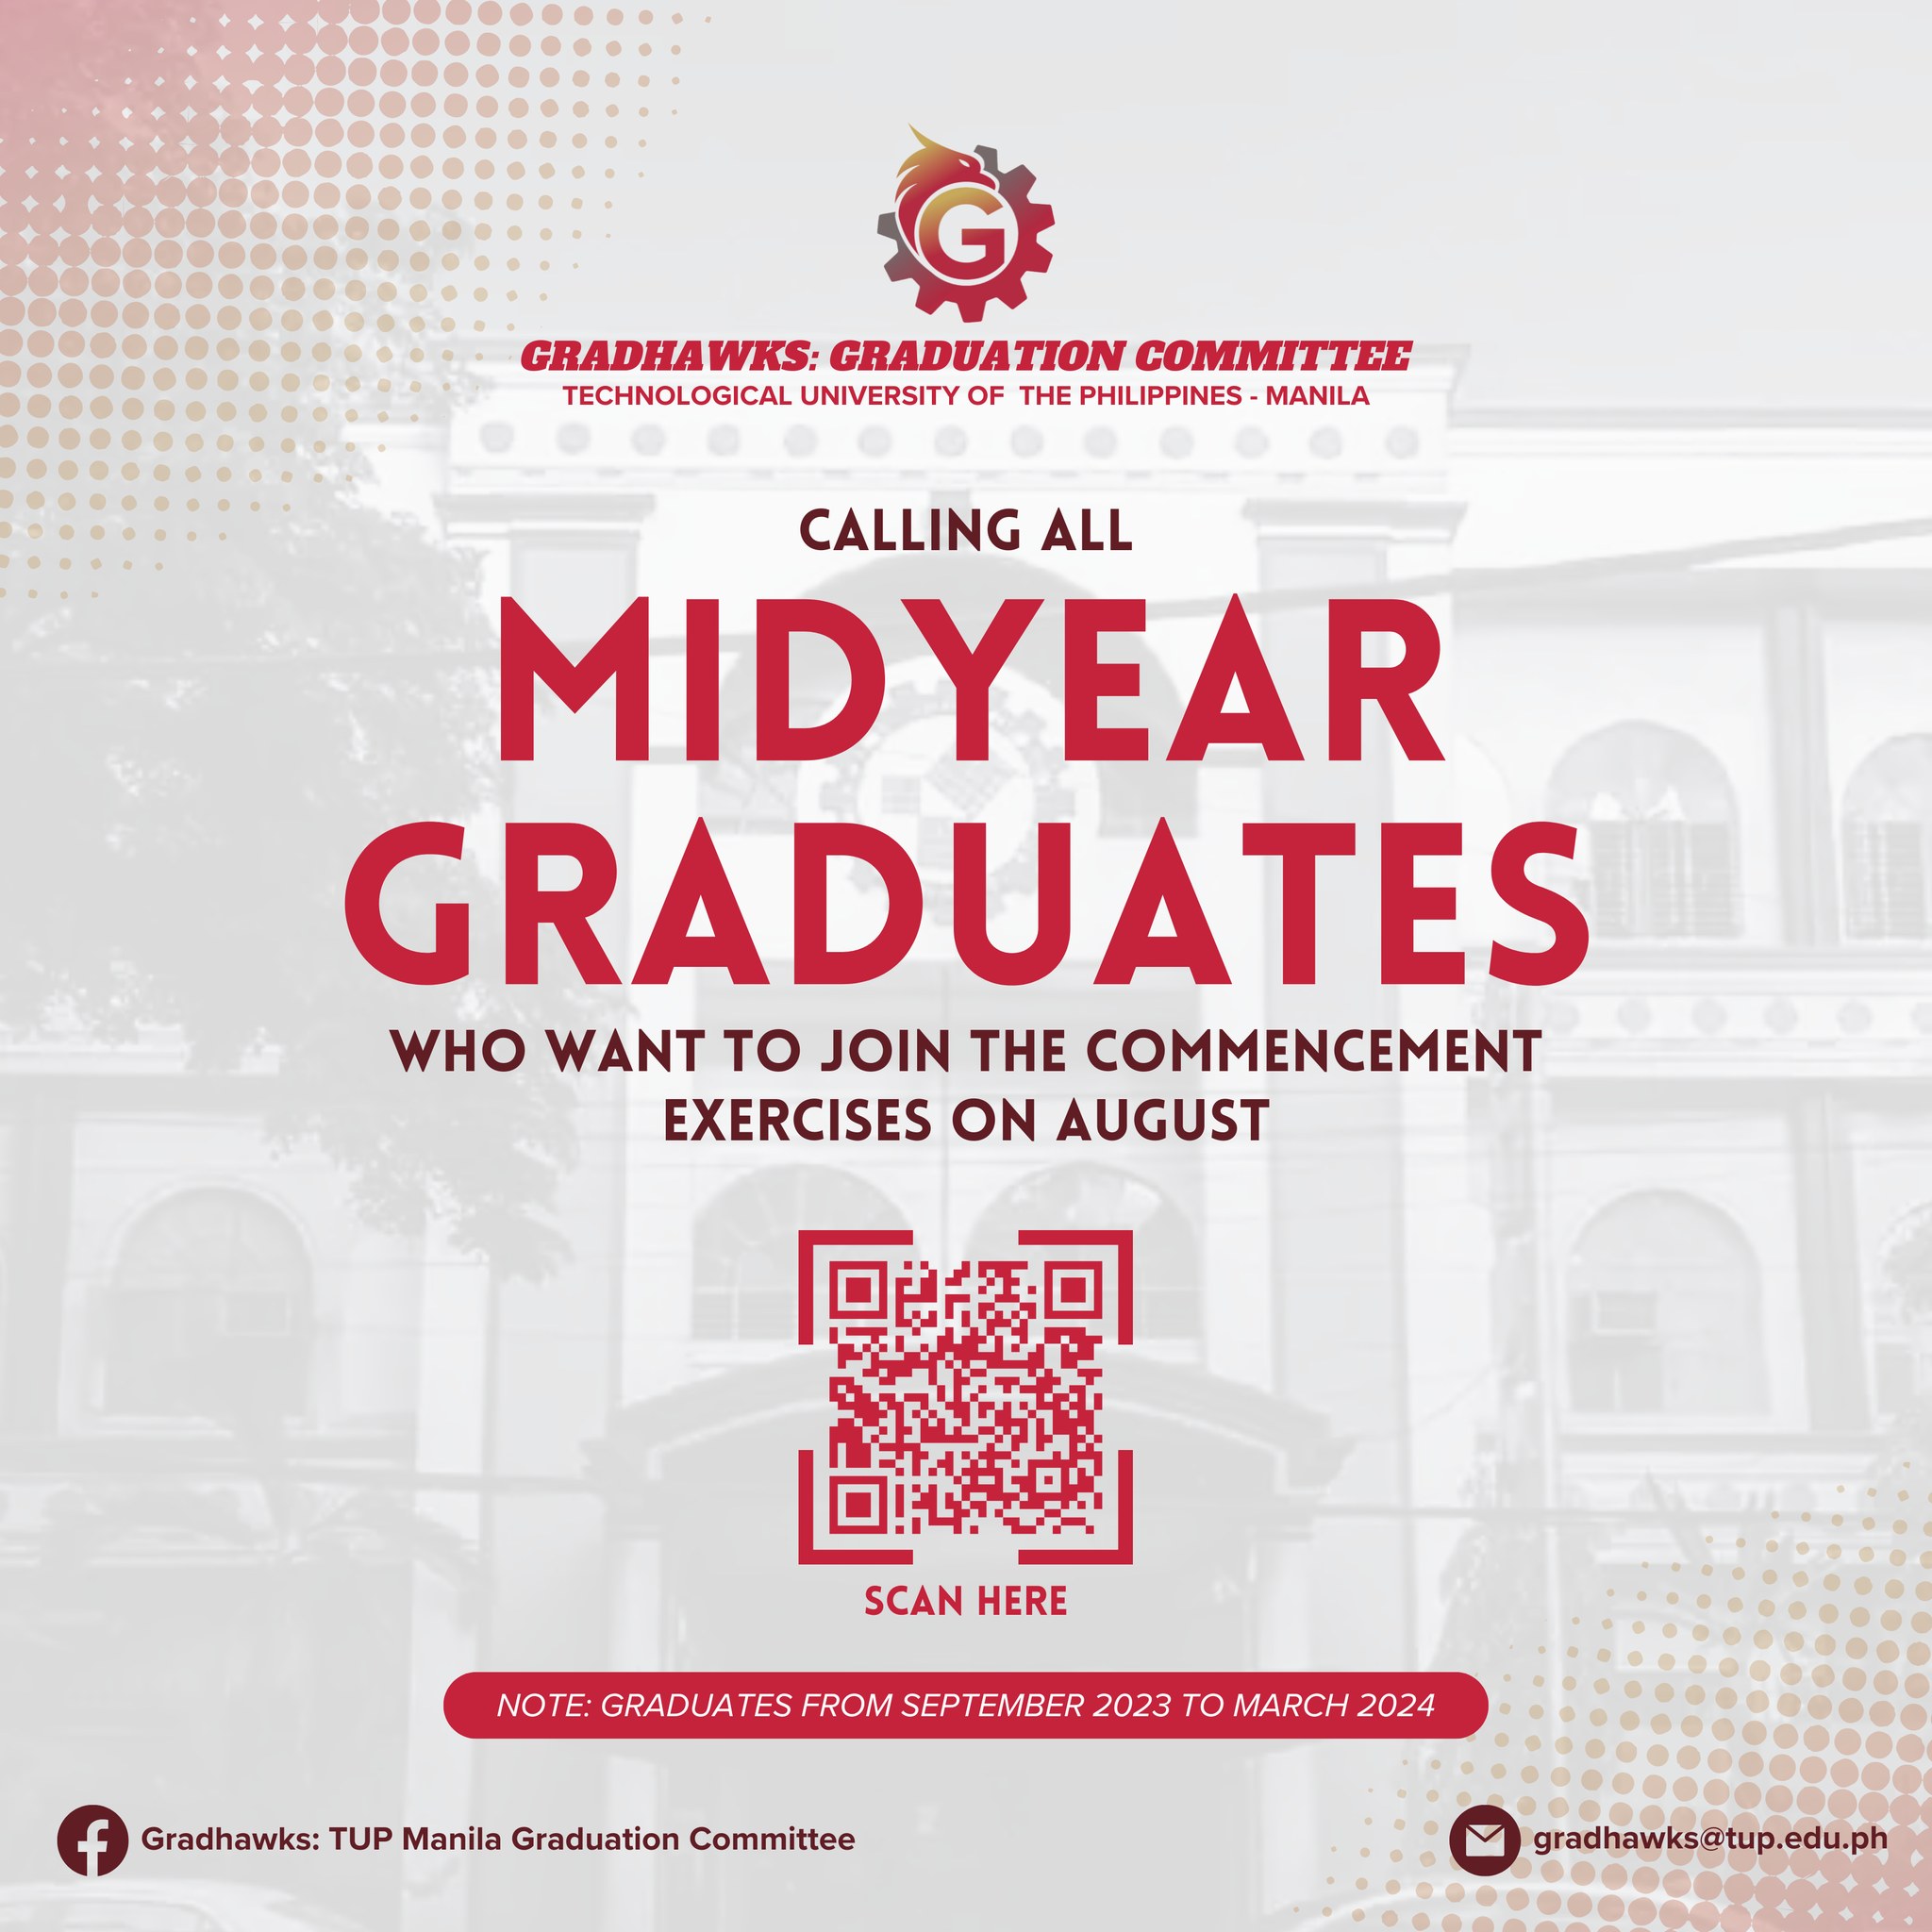 G
GRADHAWKS: GRADUATION COMMITTEE
TECHNOLOGICAL UNIVERSITY OF THE PHILIPPINES - MANILA
CALLING ALL
MIDYEAR
GRADUATES
WHO WANT TO JOIN THE COMMENCEMENT
EXERCISES ON AUGUST
SCAN HERE
NOTE: GRADUATES FROM SEPTEMBER 2023 TO MARCH 2024
Gradhawks: TUP Manila Graduation Committee
gradhawks@tup.edu.ph